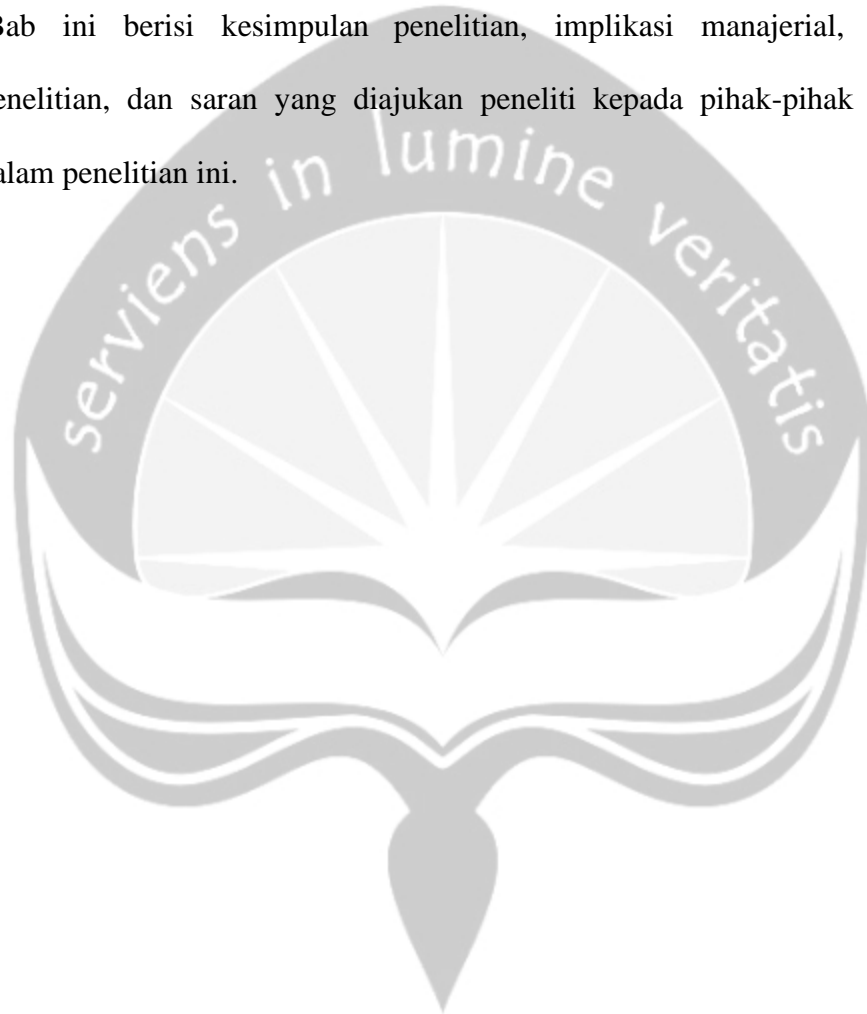 Bab ini berisi kesimpulan penelitian, implikasi manajerial,
enelitian, dan saran yang diajukan peneliti kepada pihak-pihak
alam penelitian ini.
serviens in lumine veritatis